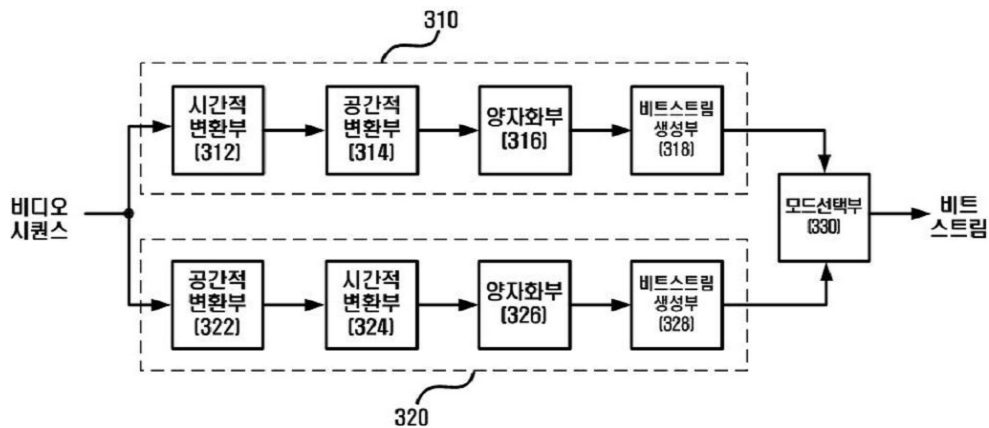 310
시간적
변환부
(312)
공간적
변환부
(314)
양자화부
(316)
비트스트림
생성부
(318)
비디오
시퀀스
모드선택부
(330)
비트
스트림
공간적
변환부
(322)
시간적
변환부
(324)
양자화부
(326)
비트스트림
생성부
(328)
320